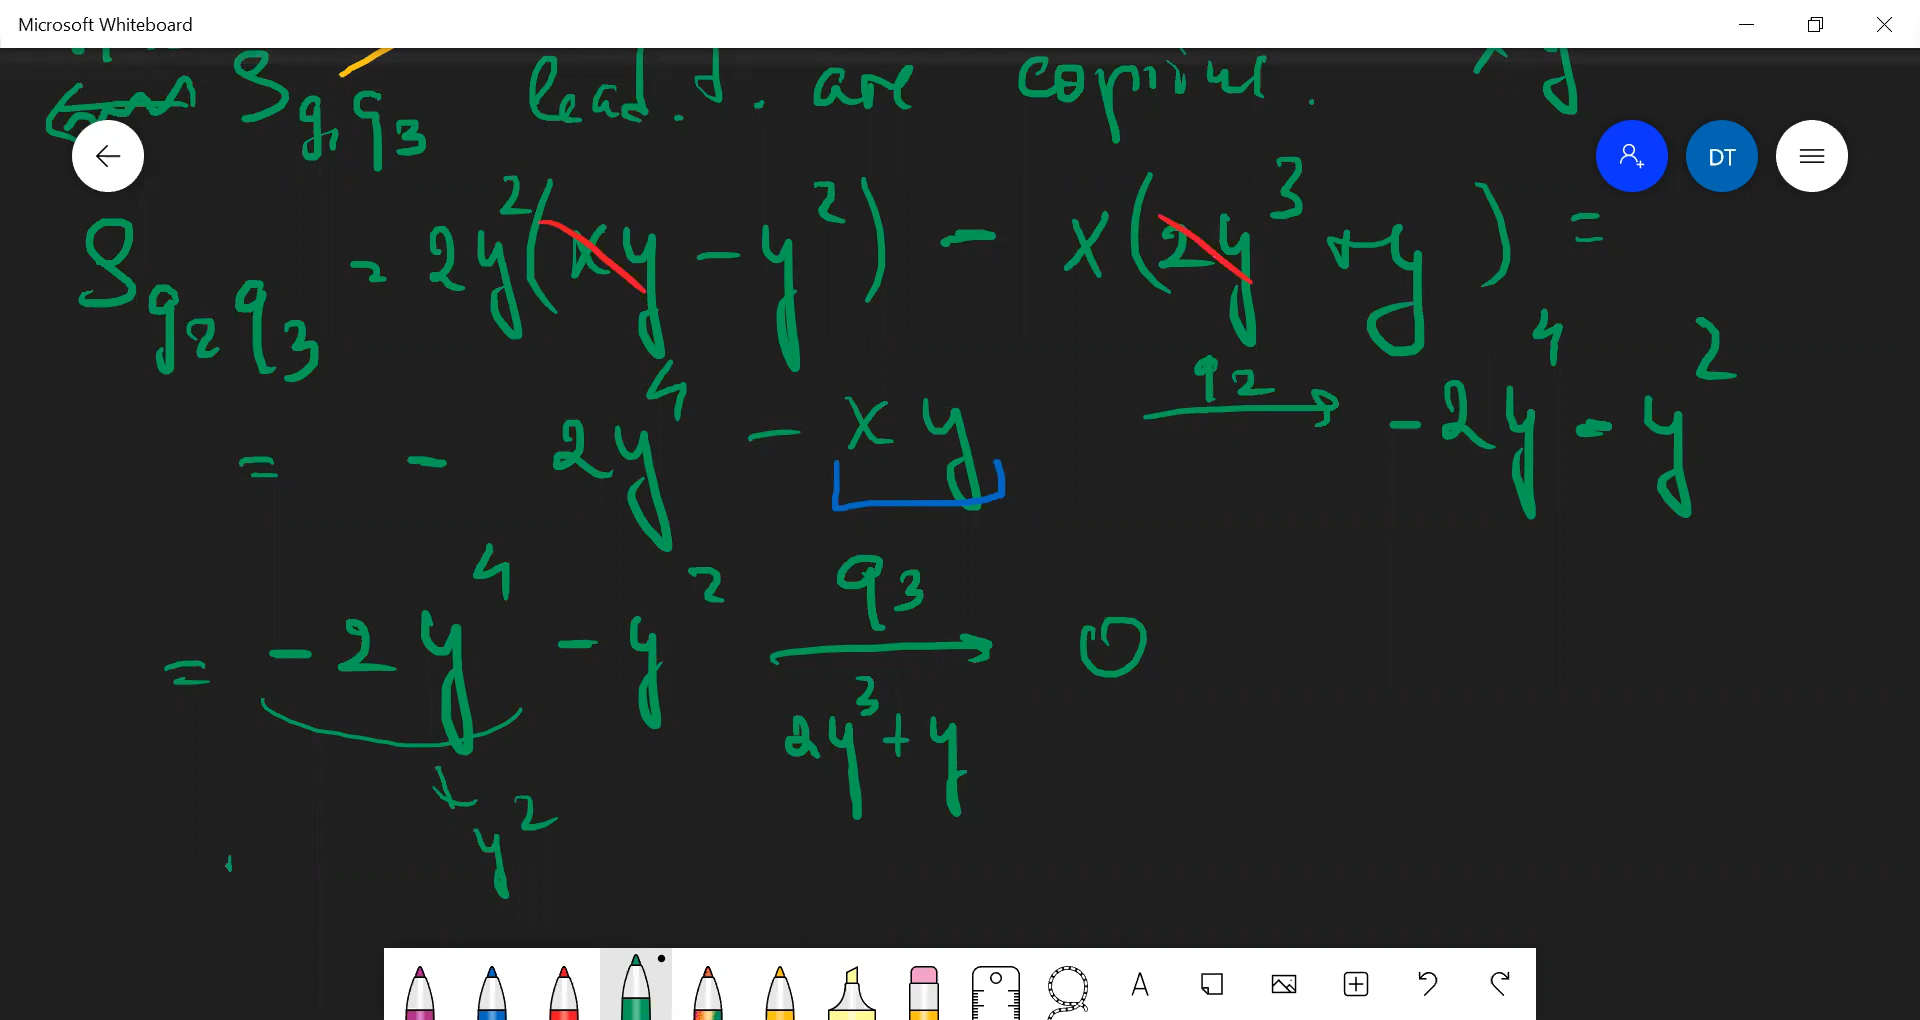 Microsoft Whiteboard
S g₁ g₃ lead. d. are coprime. x y
DT
S g₂ g₃ = 2y²(xy - y²) - x(2y³ + y) =
= - 2y⁴ - xy g₂→ -2y⁴ - y²
= -2y⁴ - y² g₃→ 0
2y³ + y
y²
A